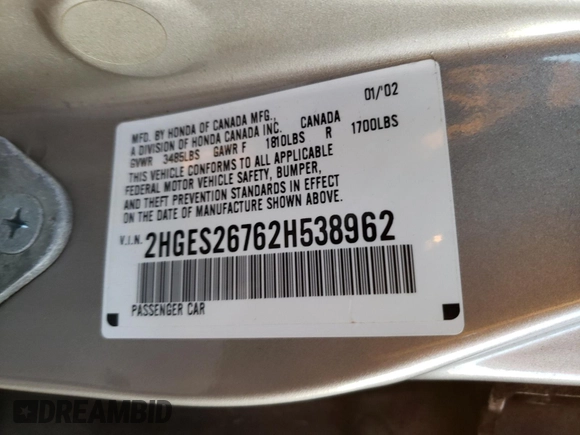 01/'02
MFD. BY HONDA OF CANADA MFG.,
A DIVISION OF HONDA CANADA INC. CANADA
GVWR 3485LBS GAWR F 1810LBS R 1700LBS
THIS VEHICLE CONFORMS TO ALL APPLICABLE
FEDERAL MOTOR VEHICLE SAFETY, BUMPER,
AND THEFT PREVENTION STANDARDS IN EFFECT
ON THE DATE OF MANUFACTURE SHOWN ABOVE.
V.I.N. 2HGES26762H538962
PASSENGER CAR
DREAMBID